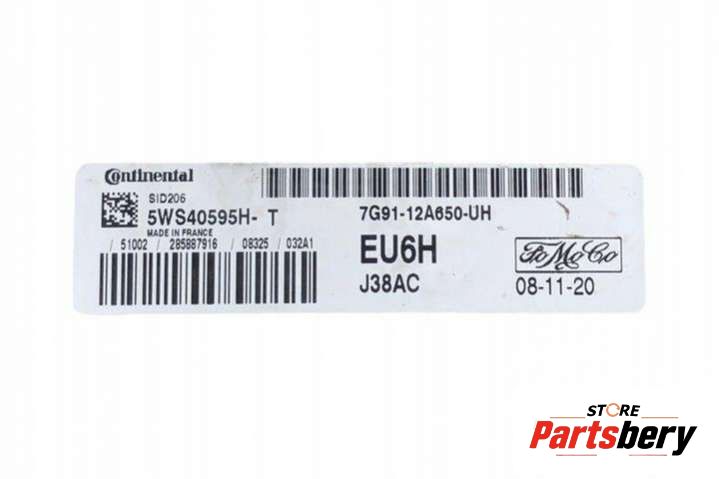 Continental
SID206
5WS40595H- T
MADE IN FRANCE
/ 51002 / 285887916 / 08325 / 032A1
7G91-12A650-UH
EU6H
J38AC
FoMoCo
08-11-20
STORE
Partsbery